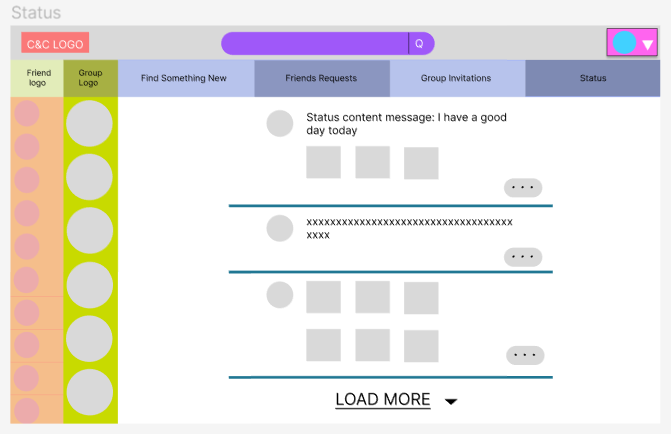 Status
C&C LOGO
Q
Friend
logo
Group
Logo
Find Something New
Friends Requests
Group Invitations
Status
Status content message: I have a good
day today
...
xxxxxxxxxxxxxxxxxxxxxxxxxxxxxxxxxxx
xxxx
...
...
LOAD MORE